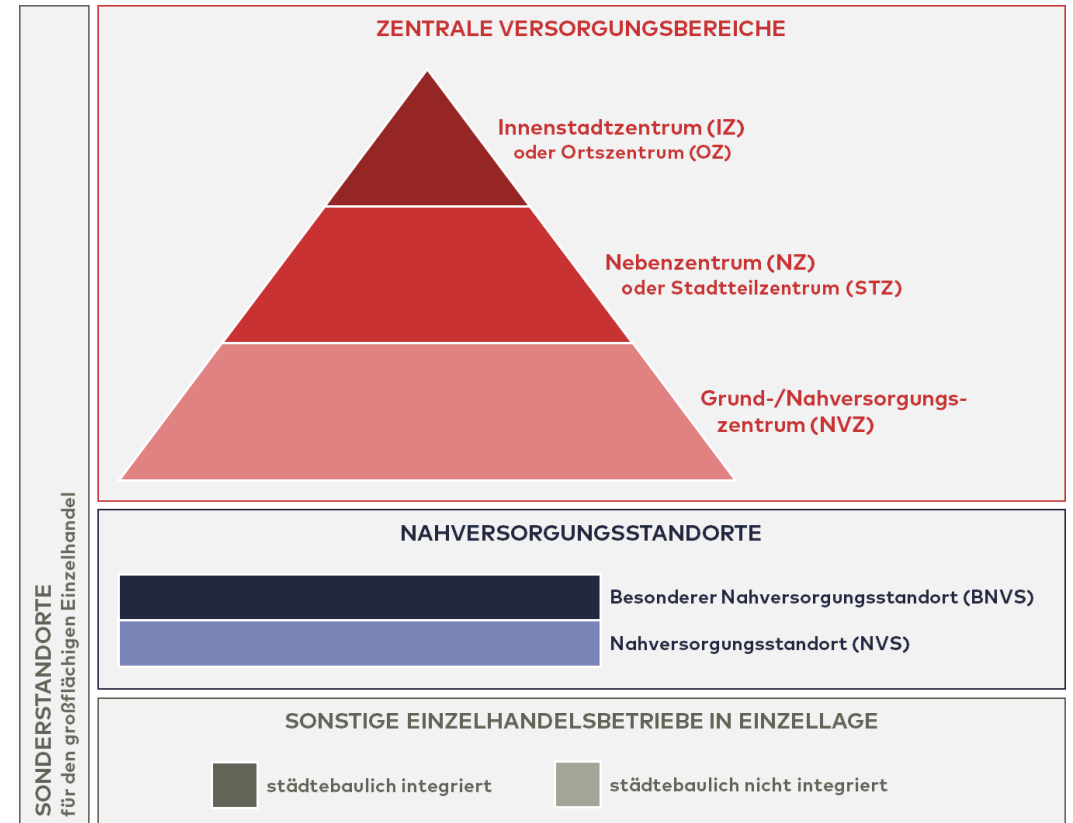 ZENTRALE VERSORGUNGSBEREICHE
Innenstadtzentrum (IZ)
oder Ortszentrum (OZ)
Nebenzentrum (NZ)
oder Stadtteilzentrum (STZ)
Grund-/Nahversorgungs-
zentrum (NVZ)
NAHVERSORGUNGSSTANDORTE
Besonderer Nahversorgungsstandort (BNVS)
Nahversorgungsstandort (NVS)
SONSTIGE EINZELHANDELSBETRIEBE IN EINZELLAGE
städtebaulich integriert
städtebaulich nicht integriert
SONDERSTANDORTE
für den großflächigen Einzelhandel